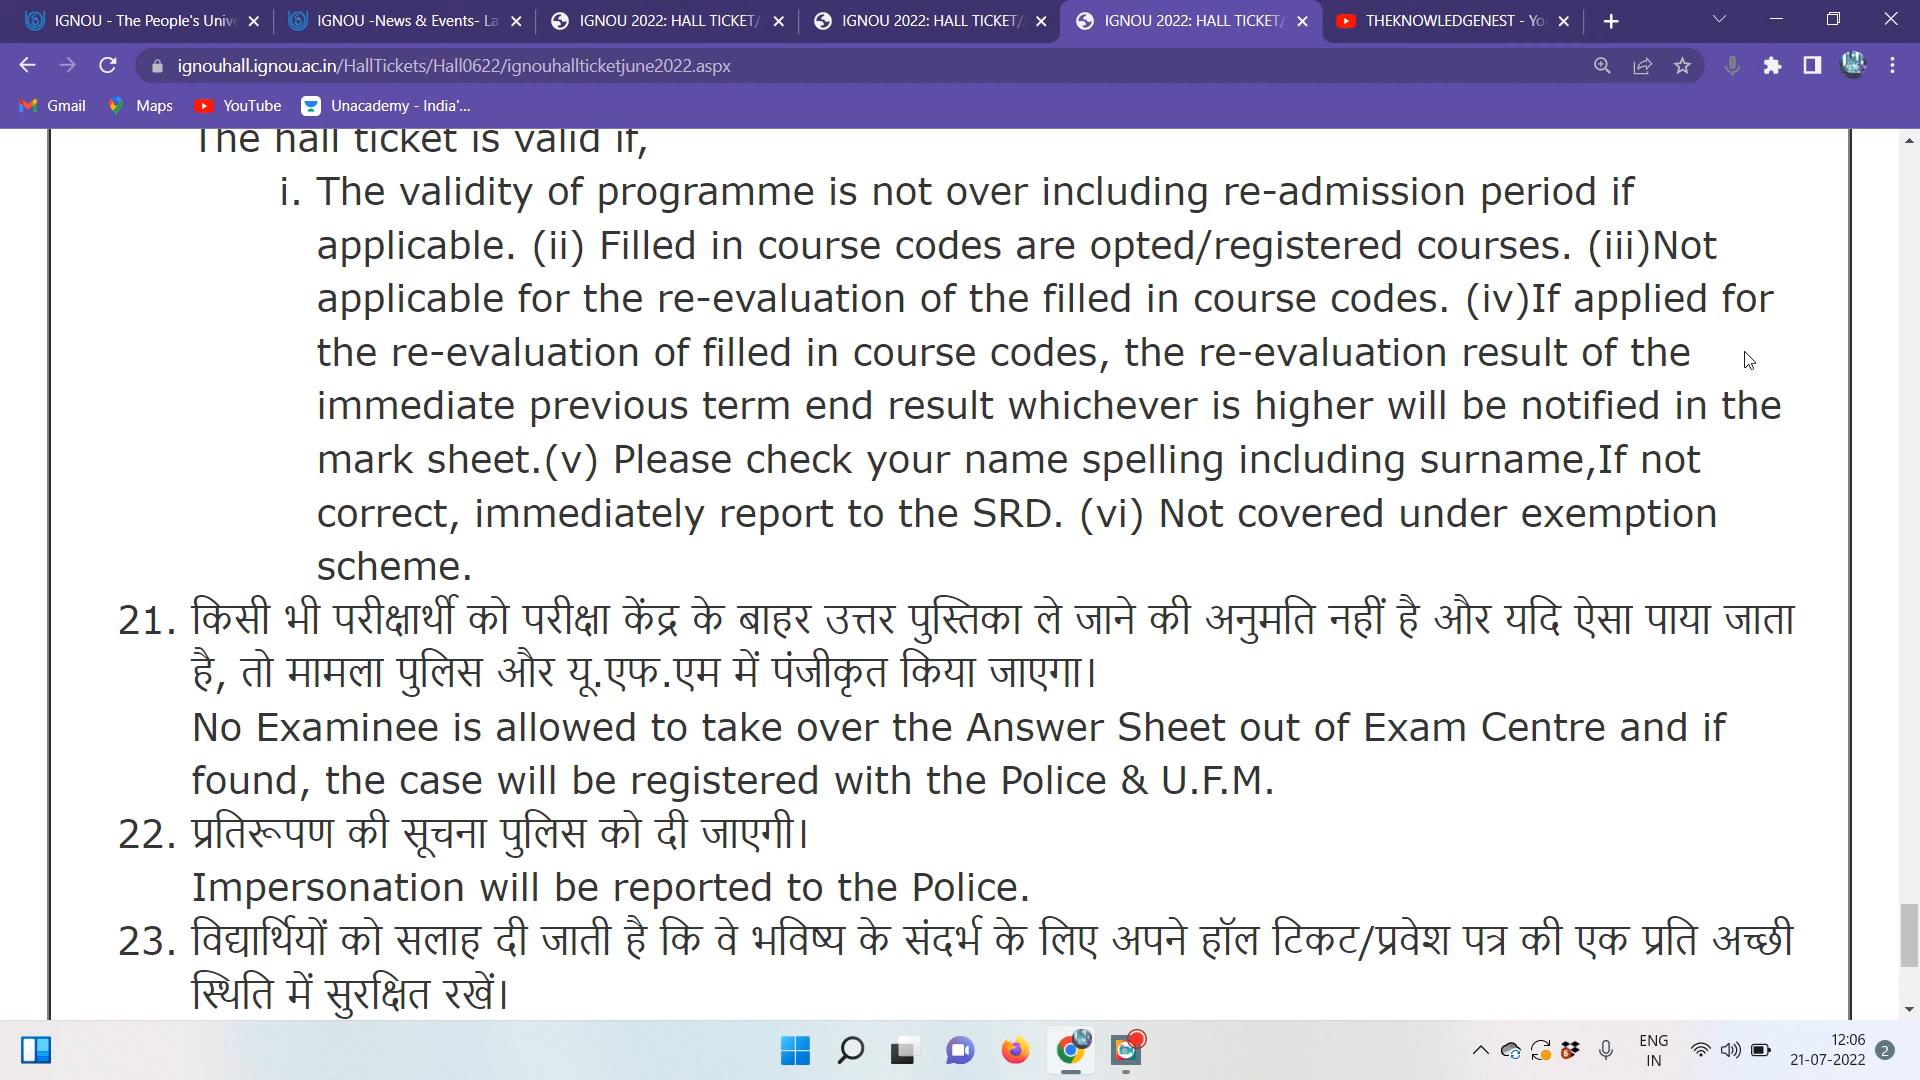 IGNOU - The People's Unive
IGNOU -News & Events- La
IGNOU 2022: HALL TICKET/
IGNOU 2022: HALL TICKET/
IGNOU 2022: HALL TICKET/
THEKNOWLEDGENEST - Yo
ignouhall.ignou.ac.in/HallTickets/Hall0622/ignouhallticketjune2022.aspx
Gmail
Maps
YouTube
Unacademy - India'...
The hall ticket is valid if,
i. The validity of programme is not over including re-admission period if
applicable. (ii) Filled in course codes are opted/registered courses. (iii)Not
applicable for the re-evaluation of the filled in course codes. (iv)If applied for
the re-evaluation of filled in course codes, the re-evaluation result of the
immediate previous term end result whichever is higher will be notified in the
mark sheet.(v) Please check your name spelling including surname,If not
correct, immediately report to the SRD. (vi) Not covered under exemption
scheme.
21. किसी भी परीक्षार्थी को परीक्षा केंद्र के बाहर उत्तर पुस्तिका ले जाने की अनुमति नहीं है और यदि ऐसा पाया जाता
है, तो मामला पुलिस और यू.एफ.एम में पंजीकृत किया जाएगा।
No Examinee is allowed to take over the Answer Sheet out of Exam Centre and if
found, the case will be registered with the Police & U.F.M.
22. प्रतिरूपण की सूचना पुलिस को दी जाएगी।
Impersonation will be reported to the Police.
23. विद्यार्थियों को सलाह दी जाती है कि वे भविष्य के संदर्भ के लिए अपने हॉल टिकट/प्रवेश पत्र की एक प्रति अच्छी
स्थिति में सुरक्षित रखें।
ENG
IN
12:06
21-07-2022
2